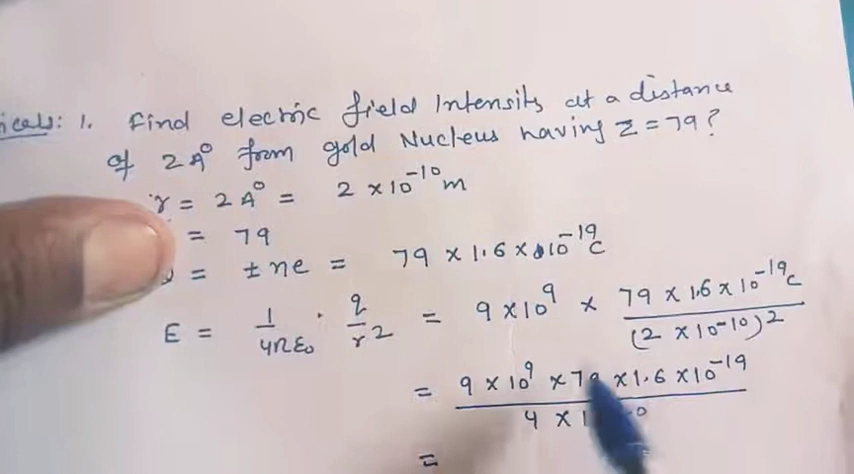 icals: 1. Find electric field Intensity at a distance
of 2A° from gold Nucleus having Z = 79?
r = 2A° = 2 × 10⁻¹⁰ m
= 79
= ± ne = 79 × 1.6 × 10⁻¹⁹ C
E = 1/4πε₀ · q/r2 = 9 × 10⁹ × 79 × 1.6 × 10⁻¹⁹ C/(2 × 10-10)2
= 9 × 10⁹ × 79 × 1.6 × 10⁻¹⁹/4 × 1
=